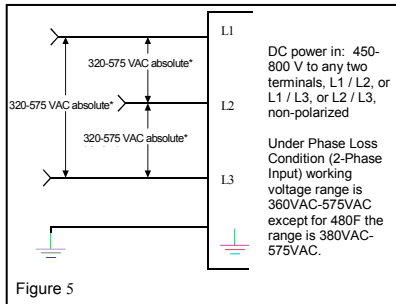 L1
320-575 VAC absolute*
320-575 VAC absolute*
L2
320-575 VAC absolute*
L3
DC power in: 450-
800 V to any two
terminals, L1 / L2, or
L1 / L3, or L2 / L3,
non-polarized
Under Phase Loss
Condition (2-Phase
Input) working
voltage range is
360VAC-575VAC
except for 480F the
range is 380VAC-
575VAC.
Figure 5